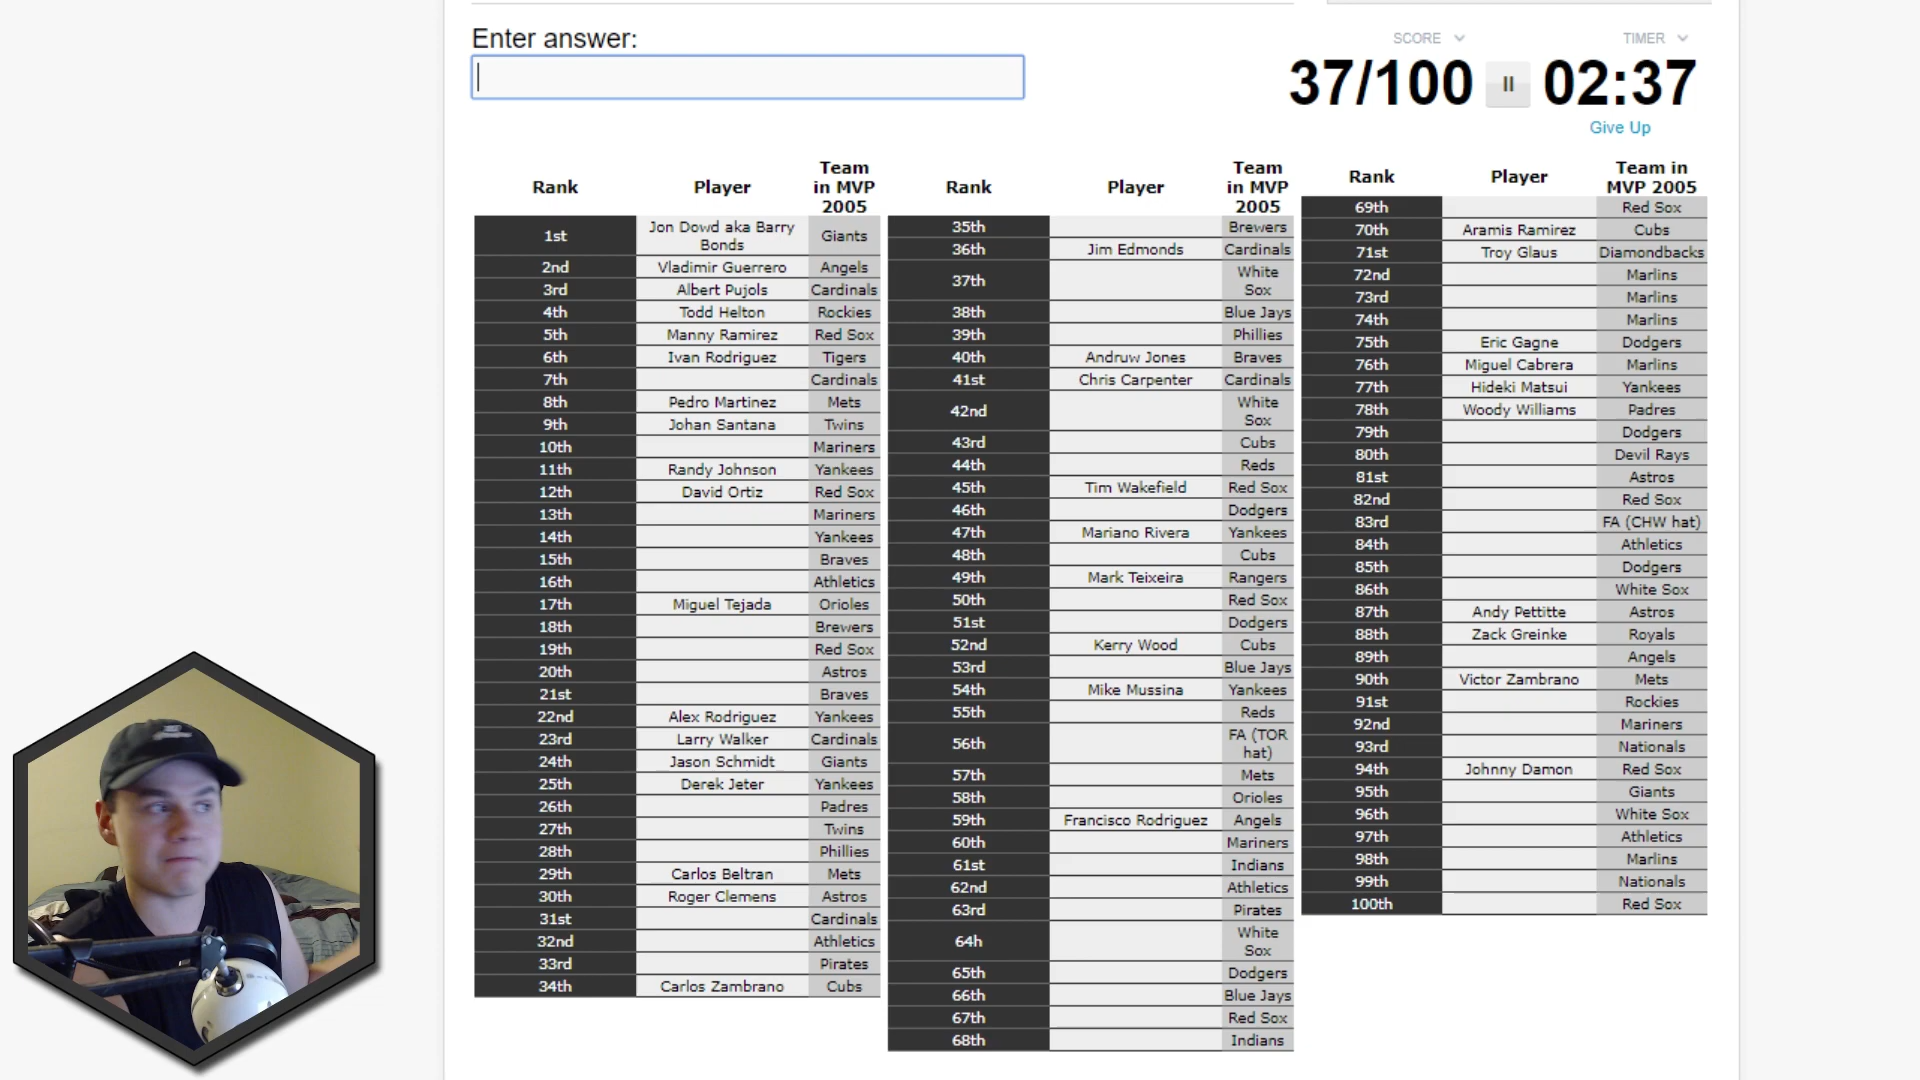 Enter answer:
SCORE
TIMER
37/100
02:37
Give Up
Rank Player Team in MVP 2005
1st Jon Dowd aka Barry Bonds Giants
2nd Vladimir Guerrero Angels
3rd Albert Pujols Cardinals
4th Todd Helton Rockies
5th Manny Ramirez Red Sox
6th Ivan Rodriguez Tigers
7th Cardinals
8th Pedro Martinez Mets
9th Johan Santana Twins
10th Mariners
11th Randy Johnson Yankees
12th David Ortiz Red Sox
13th Mariners
14th Yankees
15th Braves
16th Athletics
17th Miguel Tejada Orioles
18th Brewers
19th Red Sox
20th Astros
21st Braves
22nd Alex Rodriguez Yankees
23rd Larry Walker Cardinals
24th Jason Schmidt Giants
25th Derek Jeter Yankees
26th Padres
27th Twins
28th Phillies
29th Carlos Beltran Mets
30th Roger Clemens Astros
31st Cardinals
32nd Athletics
33rd Pirates
34th Carlos Zambrano Cubs
Rank Player Team in MVP 2005
35th Brewers
36th Jim Edmonds Cardinals
37th White Sox
38th Blue Jays
39th Phillies
40th Andruw Jones Braves
41st Chris Carpenter Cardinals
42nd White Sox
43rd Cubs
44th Reds
45th Tim Wakefield Red Sox
46th Dodgers
47th Mariano Rivera Yankees
48th Cubs
49th Mark Teixeira Rangers
50th Red Sox
51st Dodgers
52nd Kerry Wood Cubs
53rd Blue Jays
54th Mike Mussina Yankees
55th Reds
56th FA (TOR hat)
57th Mets
58th Orioles
59th Francisco Rodriguez Angels
60th Mariners
61st Indians
62nd Athletics
63rd Pirates
64h White Sox
65th Dodgers
66th Blue Jays
67th Red Sox
68th Indians
Rank Player Team in MVP 2005
69th Red Sox
70th Aramis Ramirez Cubs
71st Troy Glaus Diamondbacks
72nd Marlins
73rd Marlins
74th Marlins
75th Eric Gagne Dodgers
76th Miguel Cabrera Marlins
77th Hideki Matsui Yankees
78th Woody Williams Padres
79th Dodgers
80th Devil Rays
81st Astros
82nd Red Sox
83rd FA (CHW hat)
84th Athletics
85th Dodgers
86th White Sox
87th Andy Pettitte Astros
88th Zack Greinke Royals
89th Angels
90th Victor Zambrano Mets
91st Rockies
92nd Mariners
93rd Nationals
94th Johnny Damon Red Sox
95th Giants
96th White Sox
97th Athletics
98th Marlins
99th Nationals
100th Red Sox